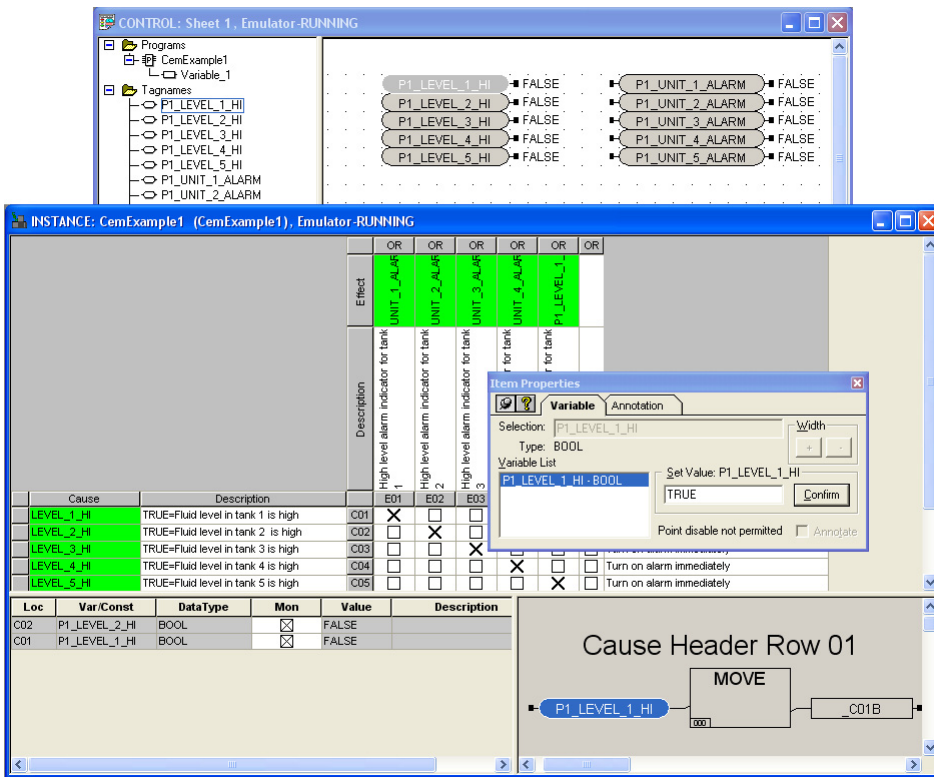 CONTROL: Sheet 1, Emulator-RUNNING
Programs
CemExample1
Variable_1
Tagnames
P1_LEVEL_1_HI
P1_LEVEL_2_HI
P1_LEVEL_3_HI
P1_LEVEL_4_HI
P1_LEVEL_5_HI
P1_UNIT_1_ALARM
P1_UNIT_2_ALARM
P1_LEVEL_1_HI FALSE P1_UNIT_1_ALARM FALSE
P1_LEVEL_2_HI FALSE P1_UNIT_2_ALARM FALSE
P1_LEVEL_3_HI FALSE P1_UNIT_3_ALARM FALSE
P1_LEVEL_4_HI FALSE P1_UNIT_4_ALARM FALSE
P1_LEVEL_5_HI FALSE P1_UNIT_5_ALARM FALSE
INSTANCE: CemExample1 (CemExample1), Emulator-RUNNING
OR OR OR OR OR OR
Effect
UNIT_1_ALAR
UNIT_2_ALAR
UNIT_3_ALAR
UNIT_4_ALAR
P1_LEVEL_1_
Description
High level alarm indicator for tank 1
High level alarm indicator for tank 2
High level alarm indicator for tank 3
for tank
for tank
Cause Description E01 E02 E03
LEVEL_1_HI TRUE=Fluid level in tank 1 is high C01
LEVEL_2_HI TRUE=Fluid level in tank 2 is high C02
LEVEL_3_HI TRUE=Fluid level in tank 3 is high C03
LEVEL_4_HI TRUE=Fluid level in tank 4 is high C04 Turn on alarm immediately
LEVEL_5_HI TRUE=Fluid level in tank 5 is high C05 Turn on alarm immediately
Item Properties
Variable Annotation
Selection: P1_LEVEL_1_HI
Width
+ -
Type: BOOL
Variable List
P1_LEVEL_1_HI - BOOL
Set Value: P1_LEVEL_1_HI
TRUE Confirm
Point disable not permitted Annotate
Loc Var/Const DataType Mon Value Description
C02 P1_LEVEL_2_HI BOOL FALSE
C01 P1_LEVEL_1_HI BOOL FALSE
Cause Header Row 01
MOVE
P1_LEVEL_1_HI
_C01B